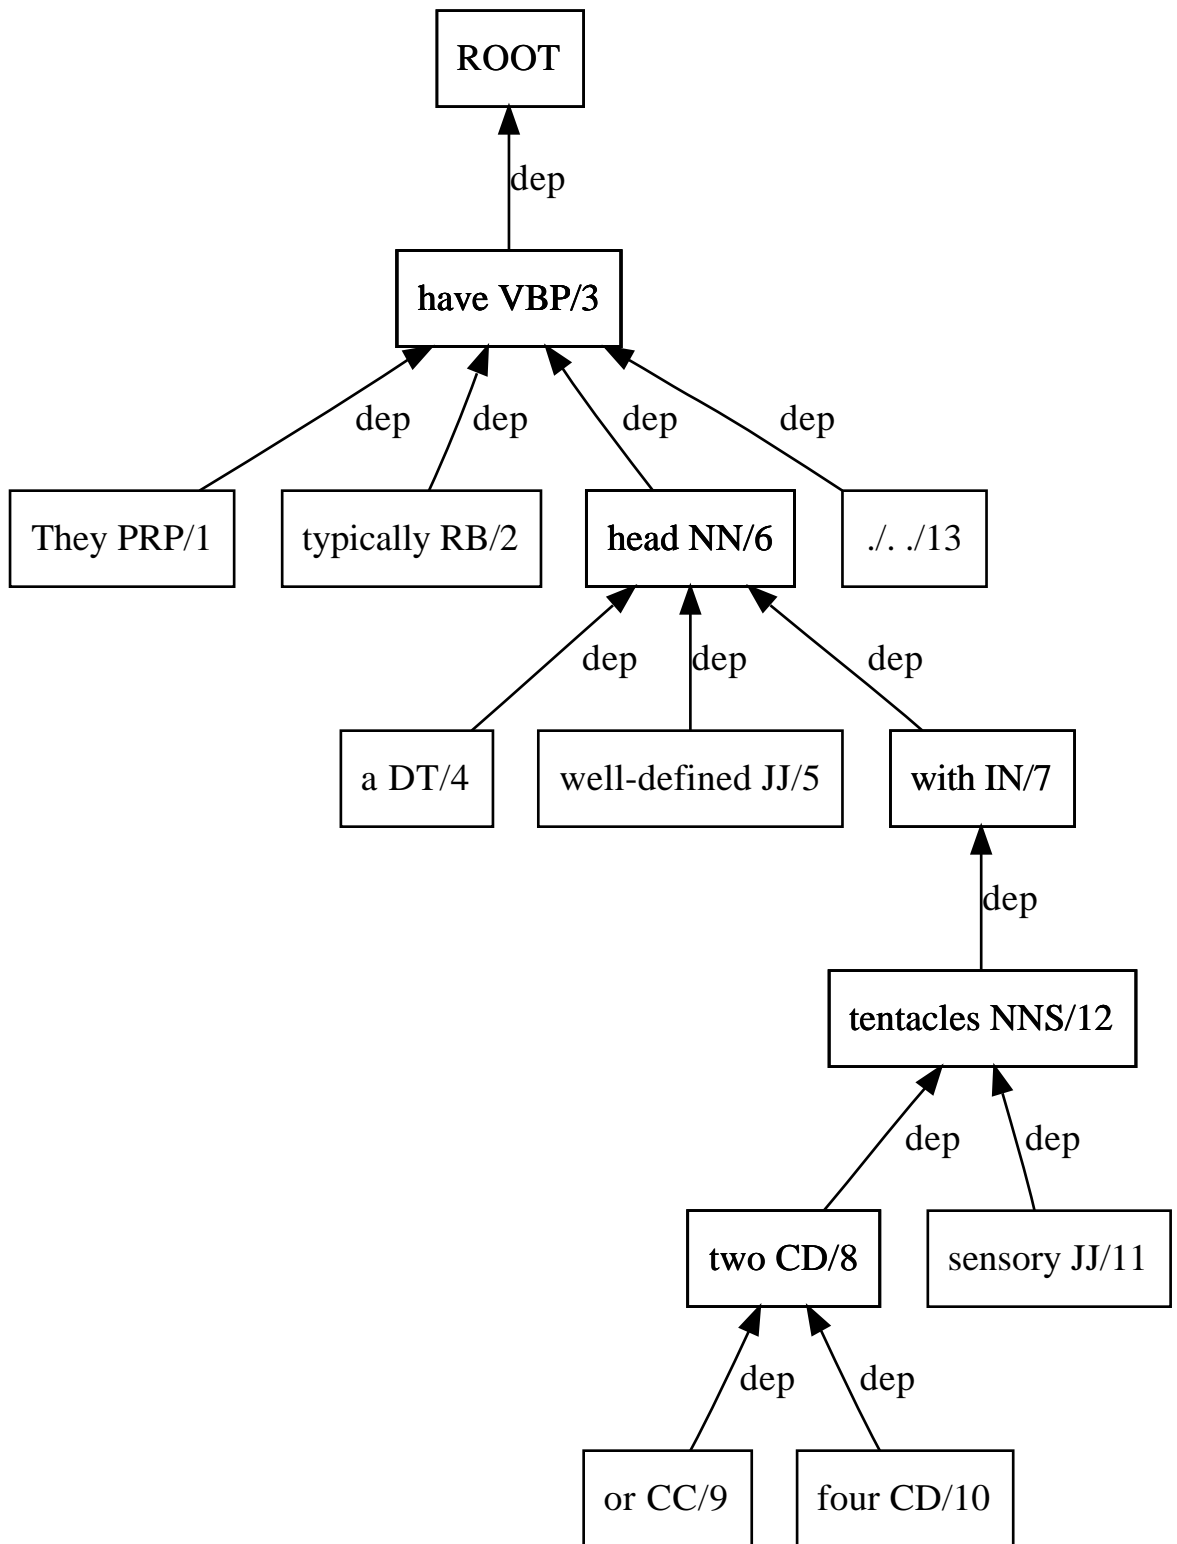 ROOT
dep
have VBP/3
dep dep dep dep
They PRP/1 typically RB/2 head NN/6 ./. ./13
dep dep dep
a DT/4 well-defined JJ/5 with IN/7
dep
tentacles NNS/12
dep dep
two CD/8 sensory JJ/11
dep dep
or CC/9 four CD/10